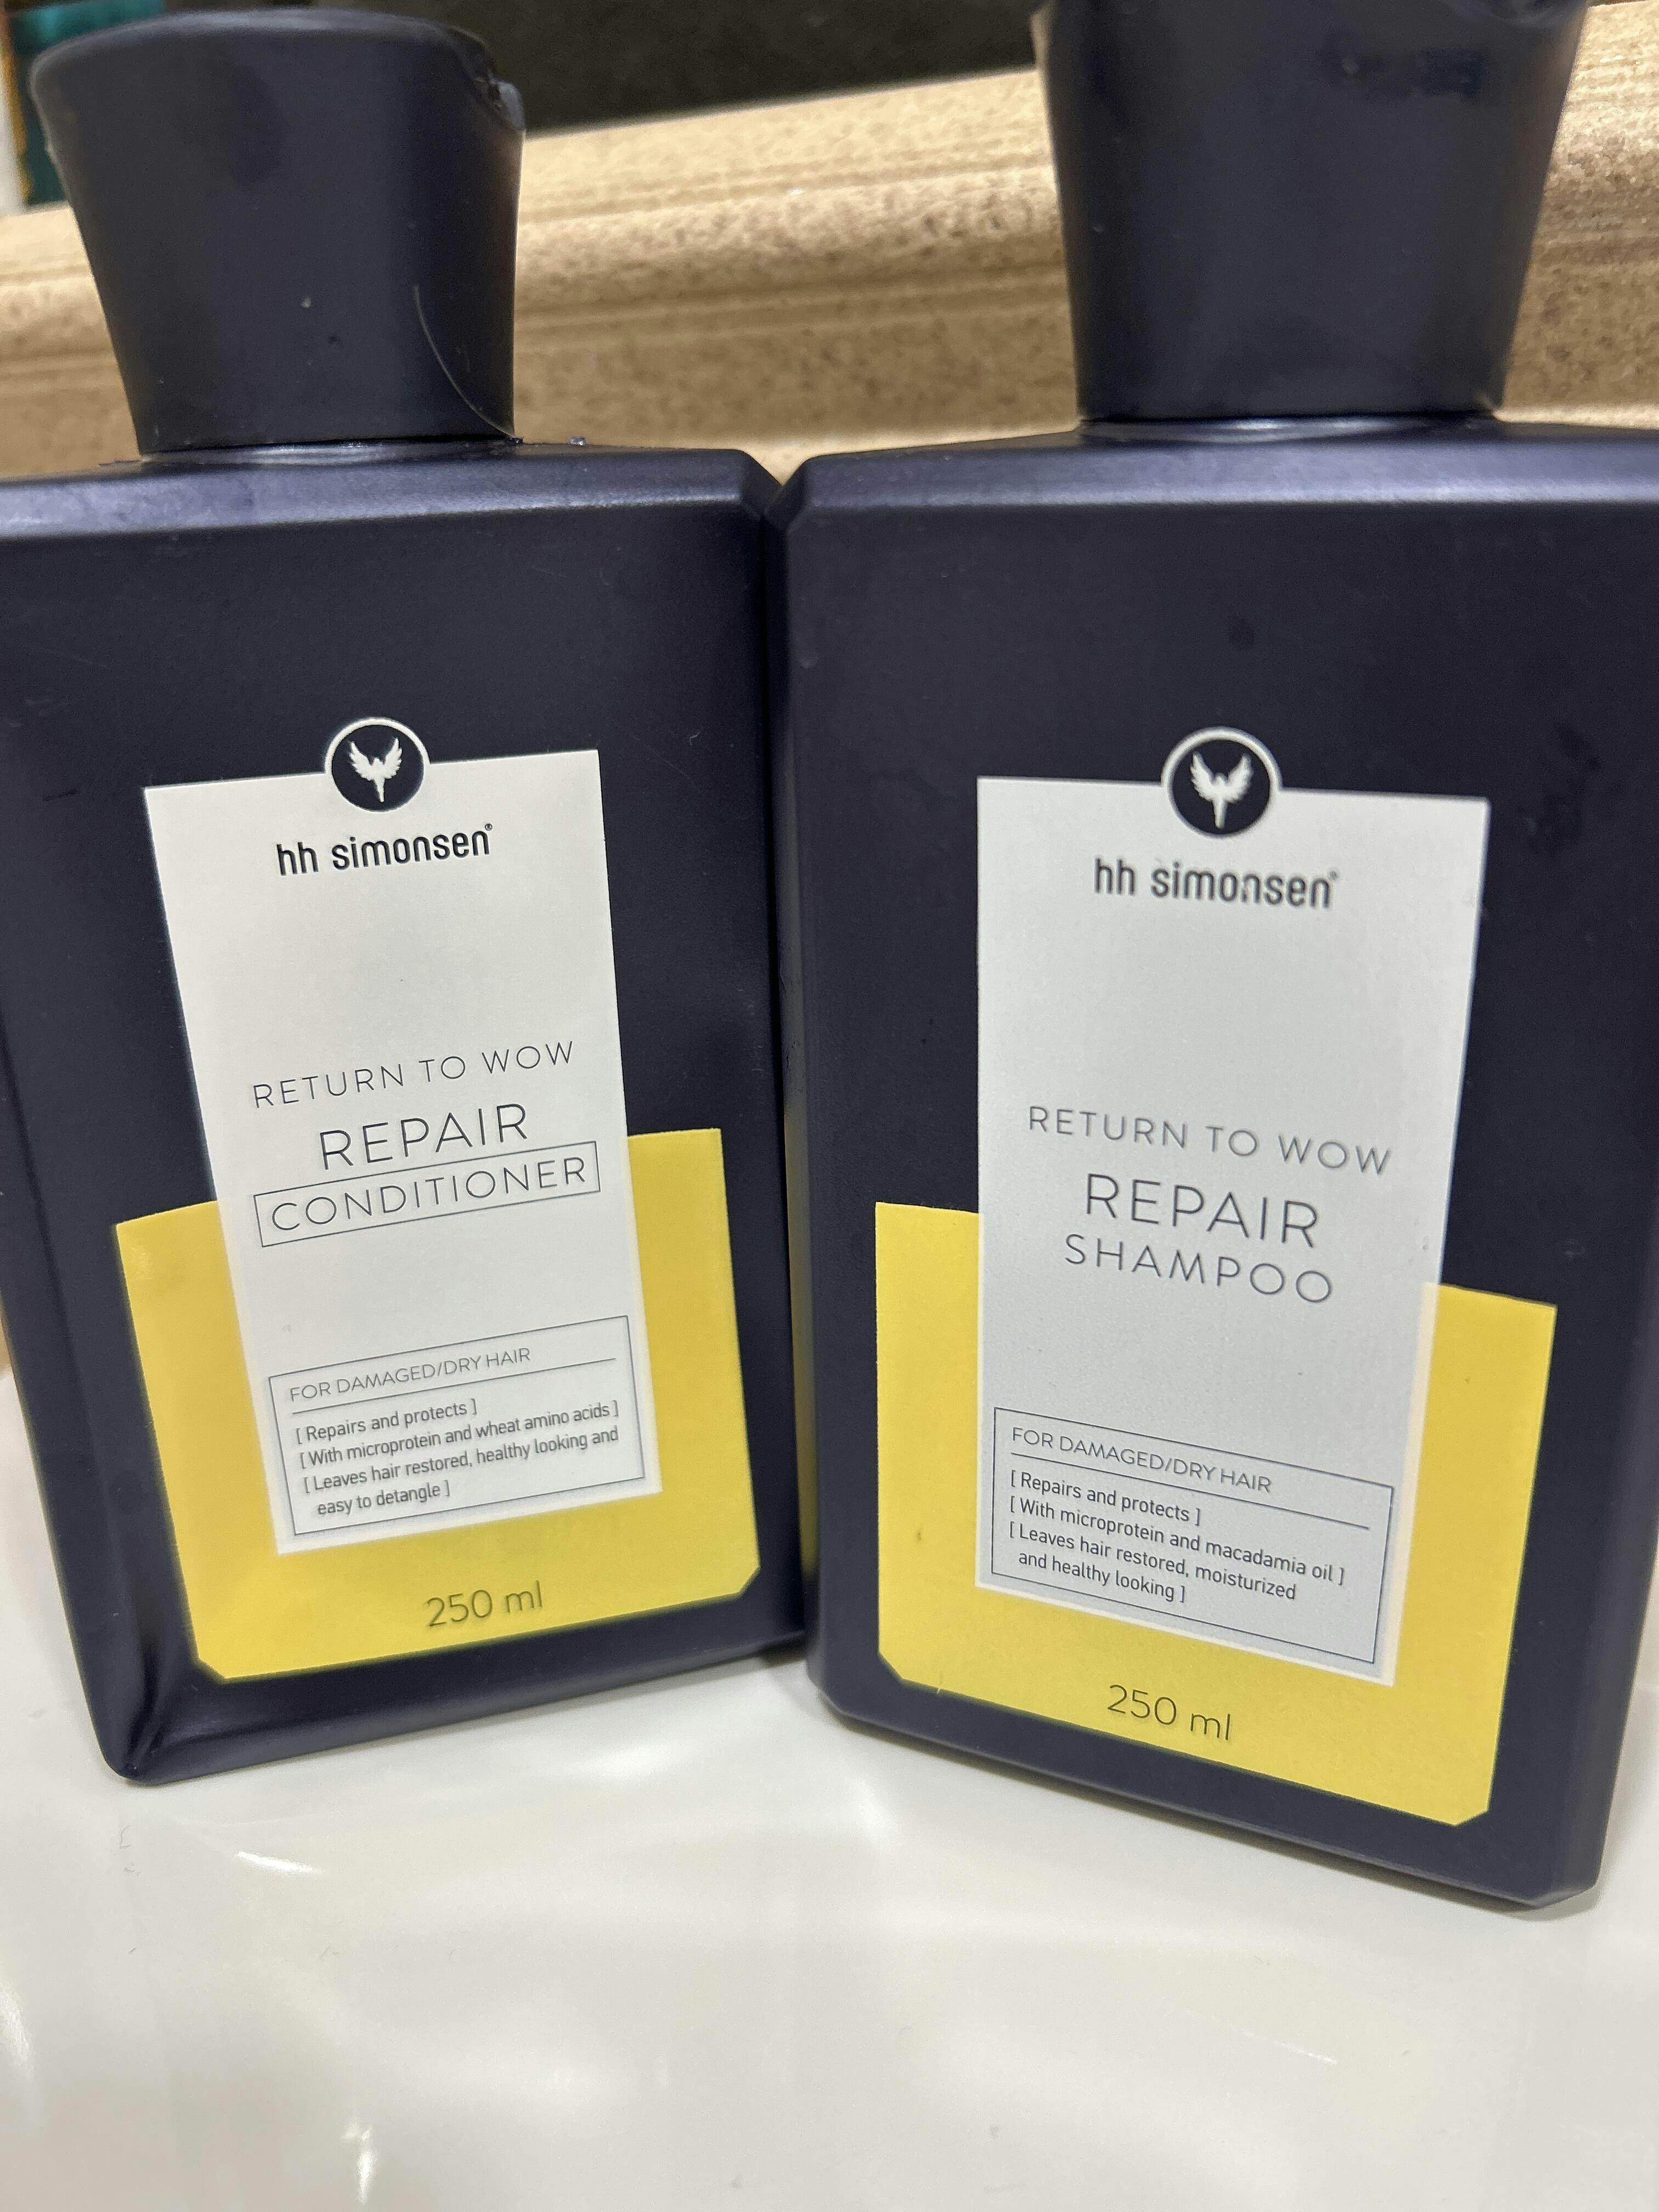 hh simonsen®
RETURN TO WOW
REPAIR
CONDITIONER
FOR DAMAGED/DRY HAIR
[ Repairs and protects ]
[ With microprotein and wheat amino acids ]
[ Leaves hair restored, healthy looking and
easy to detangle ]
250 ml
hh simonsen®
RETURN TO WOW
REPAIR
SHAMPOO
FOR DAMAGED/DRY HAIR
[ Repairs and protects ]
[ With microprotein and macadamia oil ]
[ Leaves hair restored, moisturized
and healthy looking ]
250 ml